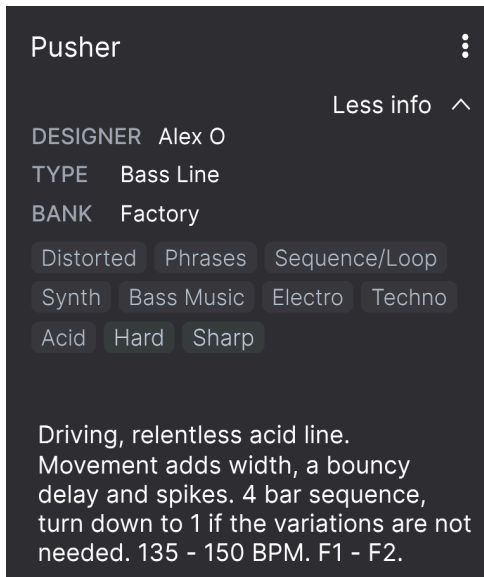 Pusher
Less info
DESIGNER Alex O
TYPE Bass Line
BANK Factory
Distorted Phrases Sequence/Loop
Synth Bass Music Electro Techno
Acid Hard Sharp
Driving, relentless acid line.
Movement adds width, a bouncy
delay and spikes. 4 bar sequence,
turn down to 1 if the variations are not
needed. 135 - 150 BPM. F1 - F2.